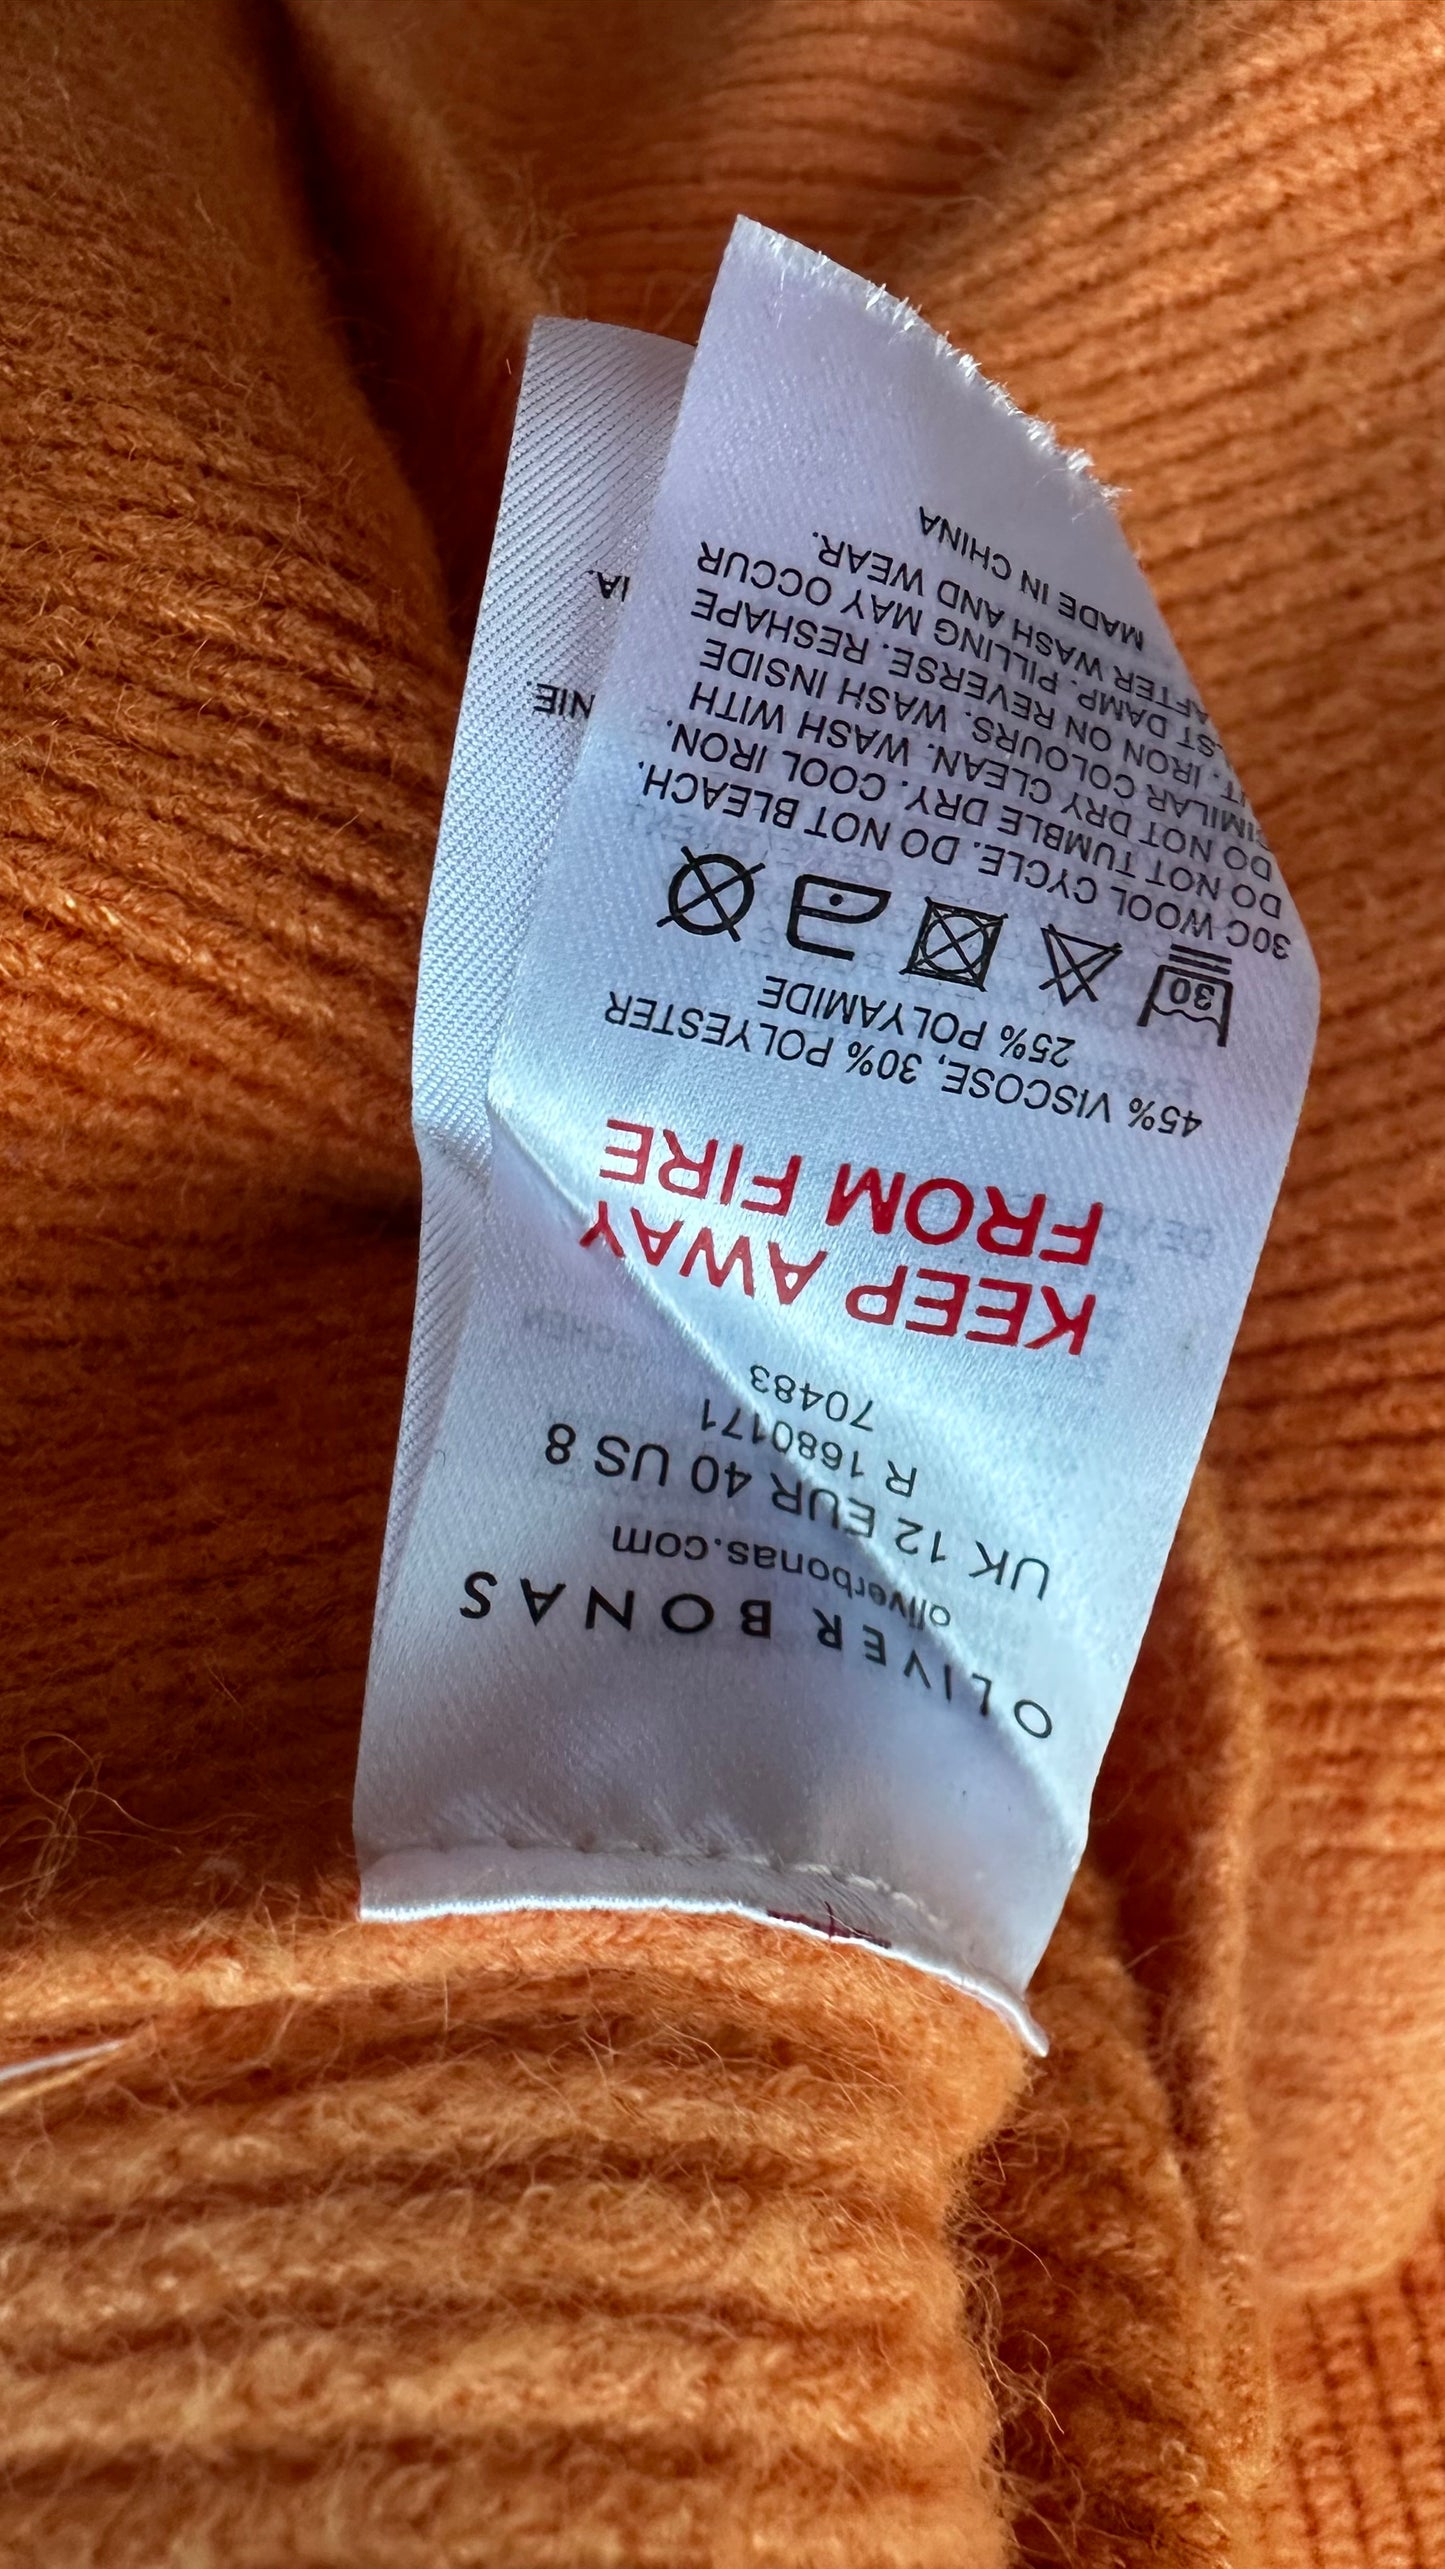 OLIVER BONAS
oliverbonas.com
UK 12 EUR 40 US 8
R 1680171
70483
KEEP AWAY
FROM FIRE
45% VISCOSE, 30% POLYESTER
25% POLYAMIDE
30
30C WOOL CYCLE. DO NOT BLEACH.
DO NOT TUMBLE DRY. COOL IRON.
DO NOT DRY CLEAN. WASH WITH
SIMILAR COLOURS. WASH INSIDE
IRON ON REVERSE. RESHAPE
DAMP. PILLING MAY OCCUR
AFTER WASH AND WEAR.
MADE IN CHINA